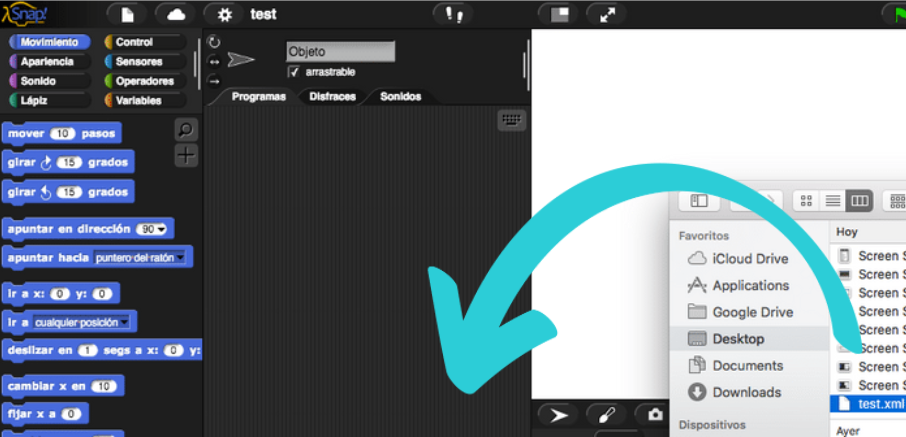 Snap!
test
Movimiento
Control
Apariencia
Sensores
Sonido
Operadores
Lápiz
Variables
Objeto
arrastrable
Programas
Disfraces
Sonidos
mover 10 pasos
girar 15 grados
girar 15 grados
apuntar en dirección 90
apuntar hacia puntero del ratón
ir a x: 0 y: 0
ir a cualquier posición
deslizar en 1 segs a x: 0 y:
cambiar x en 10
fijar x a 0
Favoritos
iCloud Drive
Applications
Google Drive
Desktop
Documents
Downloads
Dispositivos
Hoy
Screen S
Screen S
Screen S
Screen S
Screen S
Screen S
Screen S
Screen S
test.xml
Ayer